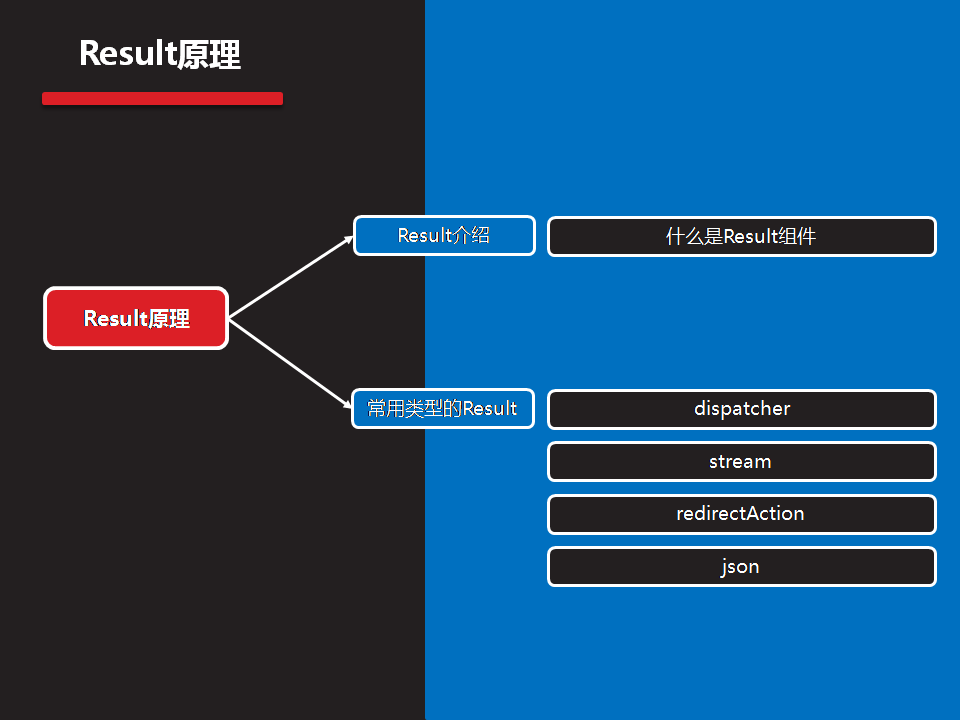 Result原理
Result介绍
什么是Result组件
Result原理
常用类型的Result
dispatcher
stream
redirectAction
json